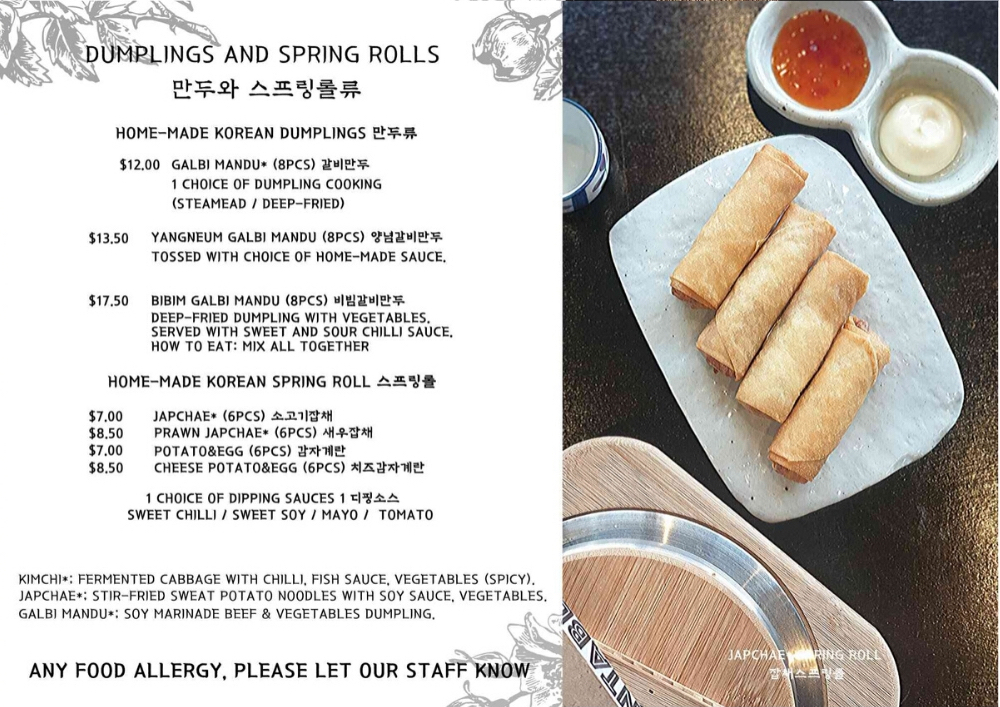 DUMPLINGS AND SPRING ROLLS
만두와 스프링롤류
HOME-MADE KOREAN DUMPLINGS 만두류
$12.00 GALBI MANDU* (8PCS) 갈비만두
1 CHOICE OF DUMPLING COOKING
(STEAMEAD / DEEP-FRIED)
$13.50 YANGNEUM GALBI MANDU (8PCS) 양념갈비만두
TOSSED WITH CHOICE OF HOME-MADE SAUCE.
$17.50 BIBIM GALBI MANDU (8PCS) 비빔갈비만두
DEEP-FRIED DUMPLING WITH VEGETABLES.
SERVED WITH SWEET AND SOUR CHILLI SAUCE.
HOW TO EAT: MIX ALL TOGETHER
HOME-MADE KOREAN SPRING ROLL 스프링롤
$7.00 JAPCHAE* (6PCS) 소고기잡채
$8.50 PRAWN JAPCHAE* (6PCS) 새우잡채
$7.00 POTATO&EGG (6PCS) 감자계란
$8.50 CHEESE POTATO&EGG (6PCS) 치즈감자계란
1 CHOICE OF DIPPING SAUCES 1 디핑소스
SWEET CHILLI / SWEET SOY / MAYO / TOMATO
KIMCHI*: FERMENTED CABBAGE WITH CHILLI, FISH SAUCE, VEGETABLES (SPICY).
JAPCHAE*: STIR-FRIED SWEAT POTATO NOODLES WITH SOY SAUCE, VEGETABLES.
GALBI MANDU*: SOY MARINADE BEEF & VEGETABLES DUMPLING.
ANY FOOD ALLERGY, PLEASE LET OUR STAFF KNOW
JAPCHAE SPRING ROLL
잡채스프링롤